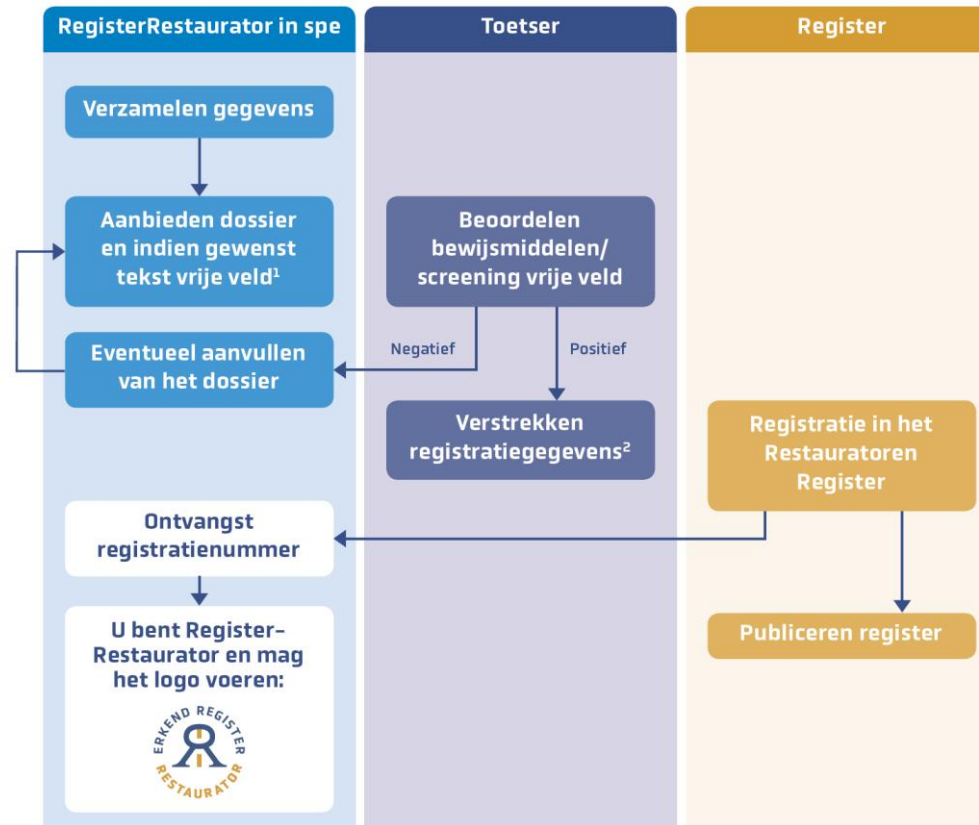 RegisterRestaurator in spe
Toetser
Register
Verzamelen gegevens
Aanbieden dossier
en indien gewenst
tekst vrije veld¹
Beoordelen
bewijsmiddelen/
screening vrije veld
Negatief
Positief
Eventueel aanvullen
van het dossier
Verstrekken
registratiegegevens²
Registratie in het
Restauratoren
Register
Ontvangst
registratienummer
Publiceren register
U bent Register-
Restaurator en mag
het logo voeren:
ERKEND REGISTER
RESTAURATOR